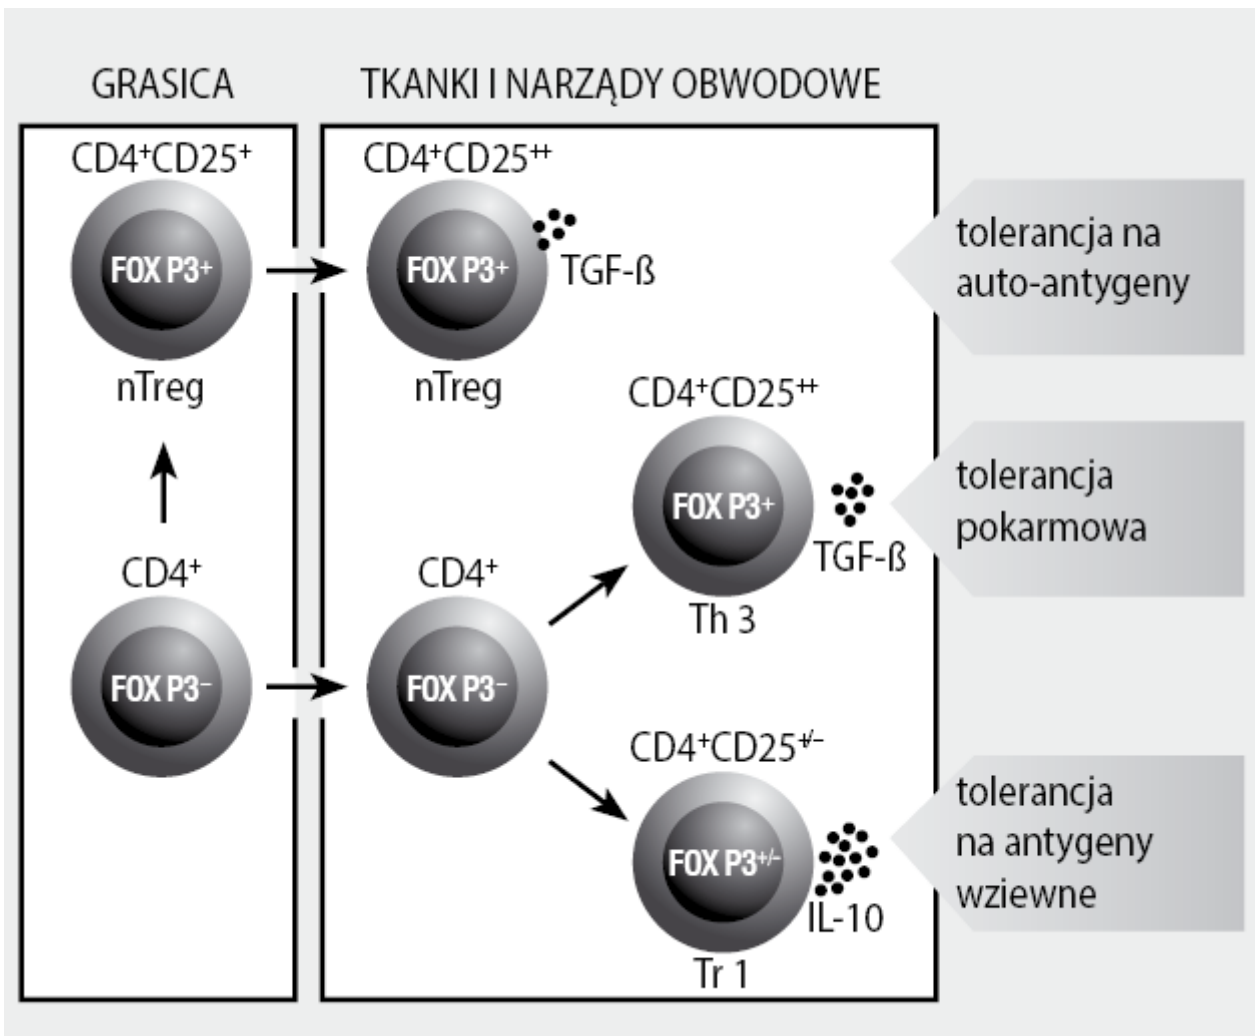 GRASICA
TKANKI I NARZĄDY OBWODOWE
CD4⁺CD25⁺
FOX P3+
nTreg
CD4⁺
FOX P3−
CD4⁺CD25⁺⁺
FOX P3+
TGF-ß
nTreg
CD4⁺
FOX P3−
CD4⁺CD25⁺⁺
FOX P3+
TGF-ß
Th 3
CD4⁺CD25⁺/⁻
FOX P3+/-
IL-10
Tr 1
tolerancja na
auto-antygeny
tolerancja
pokarmowa
tolerancja
na antygeny
wziewne